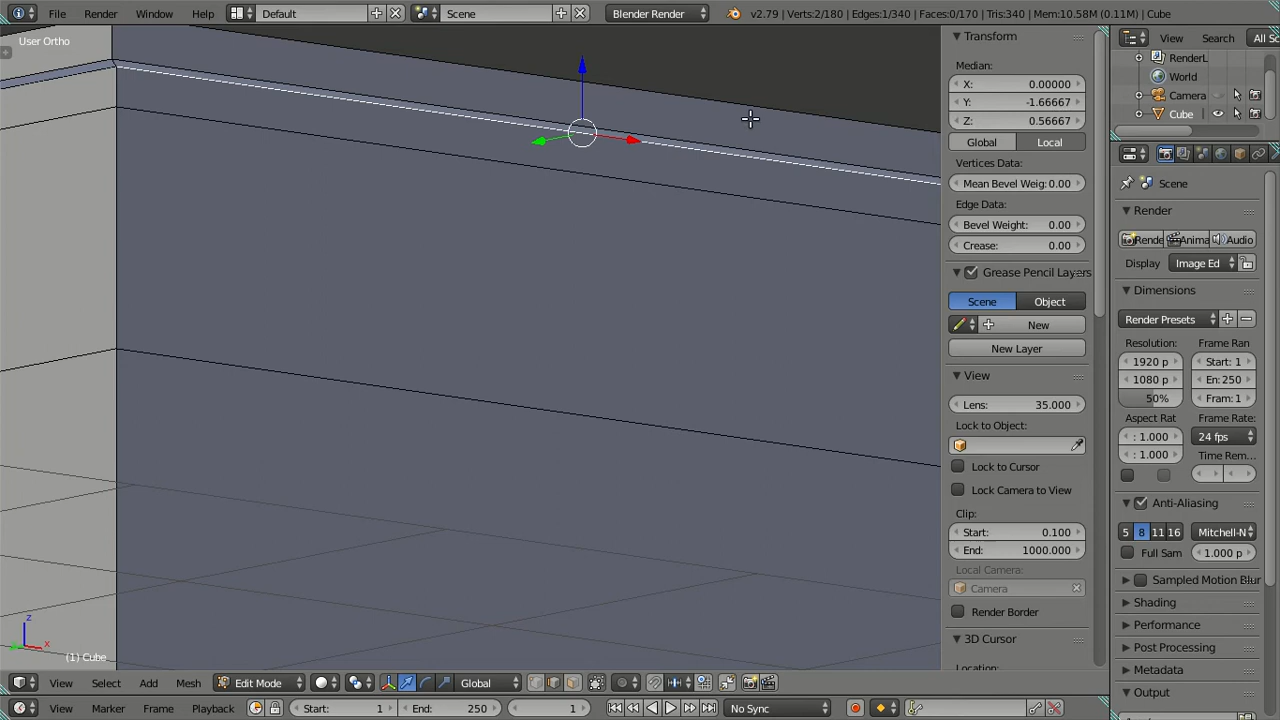 File Render Window Help Default Scene Blender Render v2.79 | Verts:2/180 | Edges:1/340 | Faces:0/170 | Tris:340 | Mem:10.58M (0.11M) | Cube
User Ortho
Transform
Median:
X: 0.00000
Y: -1.66667
Z: 0.56667
Global Local
Vertices Data:
Mean Bevel Weig: 0.00
Edge Data:
Bevel Weight: 0.00
Crease: 0.00
Grease Pencil Layers
Scene Object
New
New Layer
View
Lens: 35.000
Lock to Object:
Lock to Cursor
Lock Camera to View
Clip:
Start: 0.100
End: 1000.000
Local Camera:
Camera
Render Border
3D Cursor
Location:
View Search All Sc
RenderL
World
Camera
Cube
Scene
Render
Rende Anima Audio
Display Image Ed
Dimensions
Render Presets
Resolution: Frame Ran
1920 p Start: 1
1080 p En: 250
50% Fram: 1
Aspect Rat Frame Rate:
: 1.000 24 fps
: 1.000 Time Rem...
Anti-Aliasing
5 8 11 16 Mitchell-N
Full Sam 1.000 p
Sampled Motion Blur
Shading
Performance
Post Processing
Metadata
Output
z
x
(1) Cube
View Select Add Mesh Edit Mode Global
View Marker Frame Playback Start: 1 End: 250 1 No Sync